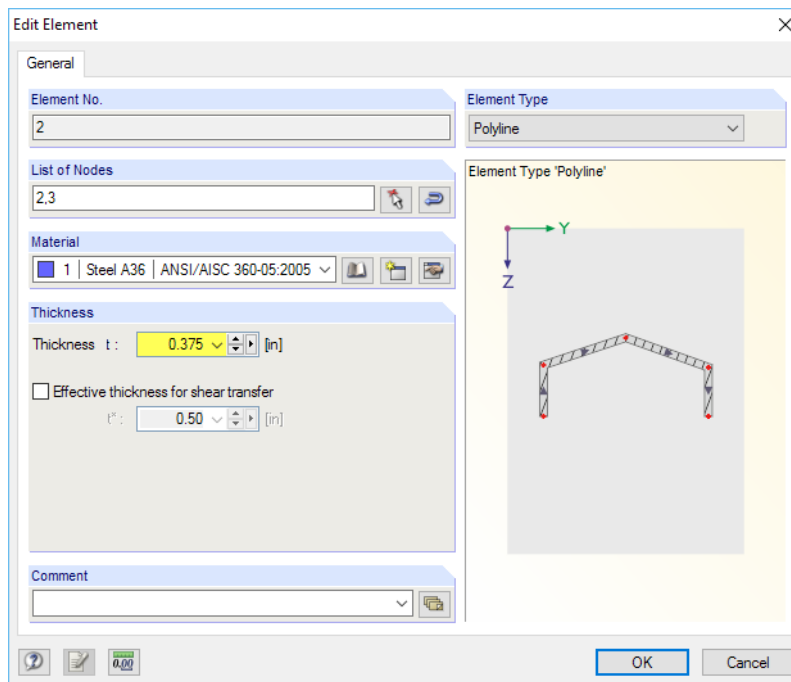 Edit Element
General
Element No.
2
Element Type
Polyline
List of Nodes
2,3
Element Type 'Polyline'
Material
1 | Steel A36 | ANSI/AISC 360-05:2005
Thickness
Thickness t : 0.375 [in]
Effective thickness for shear transfer
t* : 0.50 [in]
Y
Z
Comment
0.00
OK
Cancel